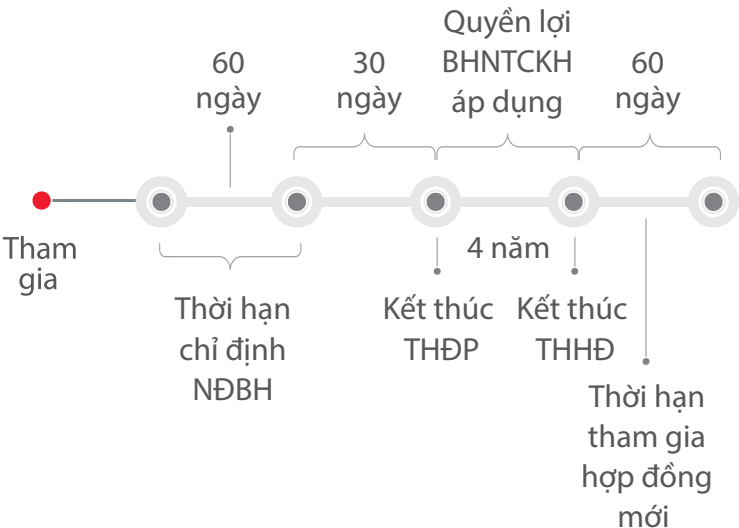 60
ngày
30
ngày
Quyền lợi
BHNTCKH
áp dụng
60
ngày
Tham
gia
4 năm
Thời hạn
chỉ định
NĐBH
Kết thúc
THĐP
Kết thúc
THHĐ
Thời hạn
tham gia
hợp đồng
mới